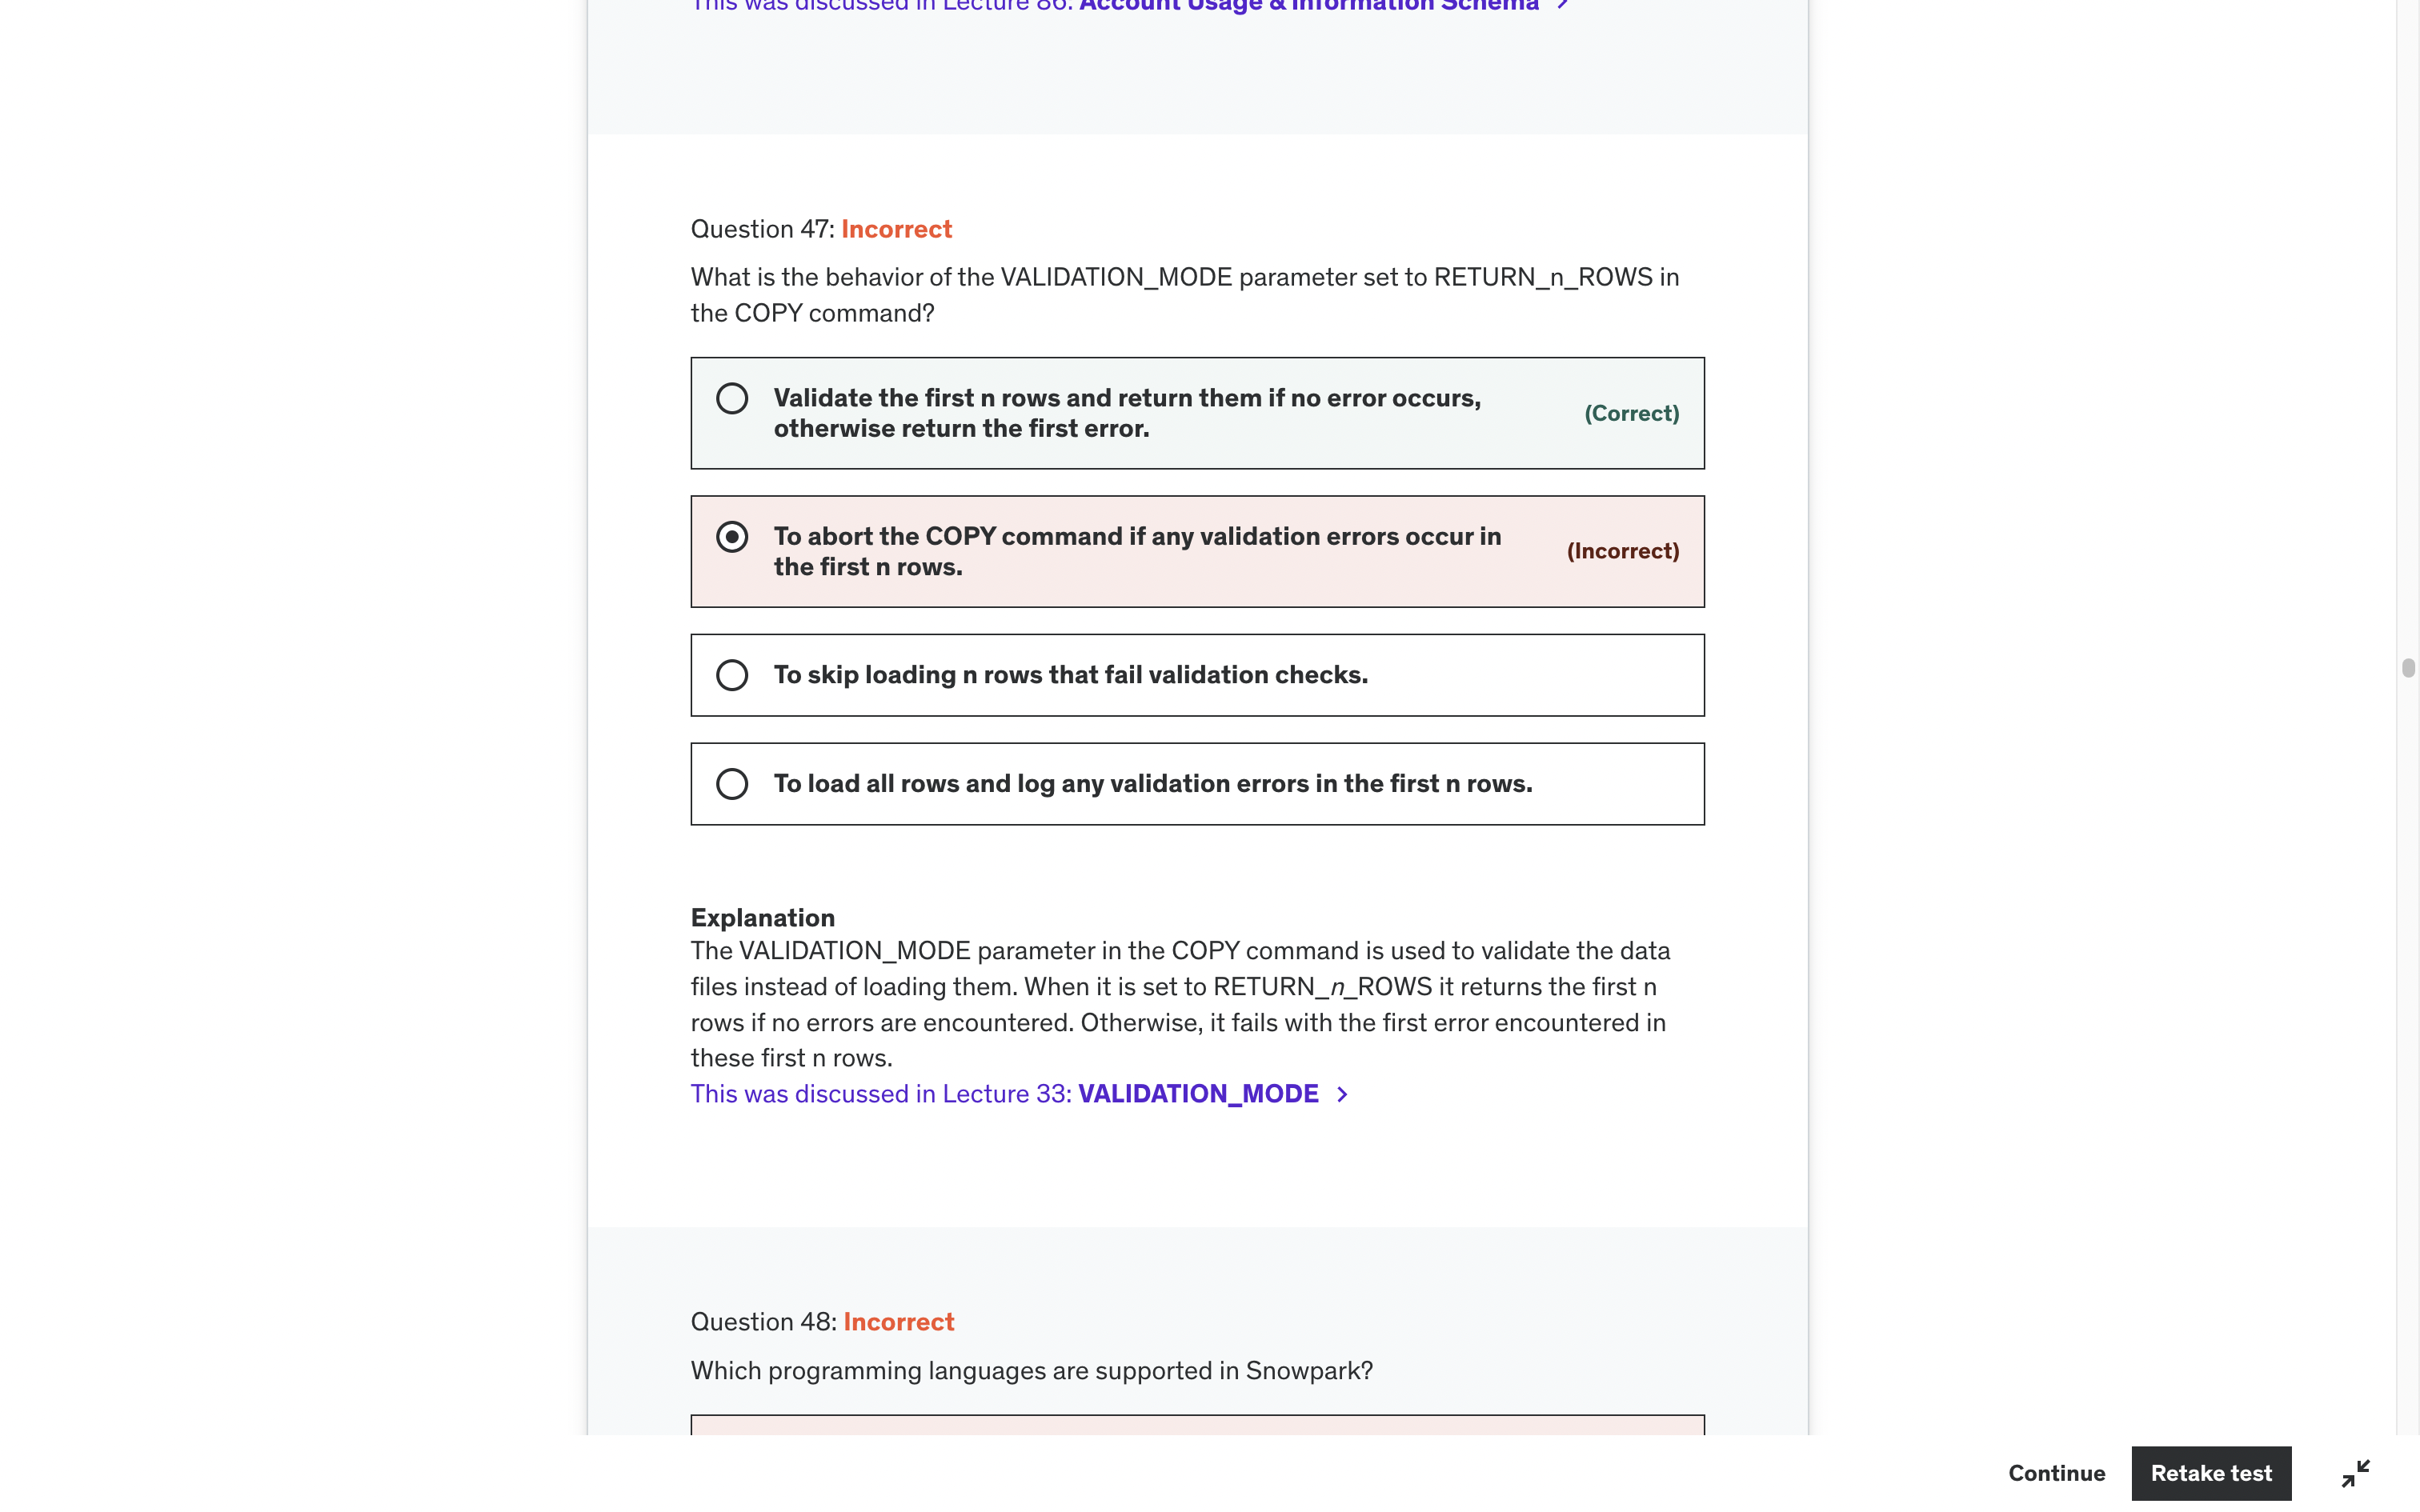 This was discussed in Lecture 86: Account Usage & Information Schema
Question 47: Incorrect
What is the behavior of the VALIDATION_MODE parameter set to RETURN_n_ROWS in
the COPY command?
Validate the first n rows and return them if no error occurs,
otherwise return the first error.
(Correct)
To abort the COPY command if any validation errors occur in
the first n rows.
(Incorrect)
To skip loading n rows that fail validation checks.
To load all rows and log any validation errors in the first n rows.
Explanation
The VALIDATION_MODE parameter in the COPY command is used to validate the data
files instead of loading them. When it is set to RETURN_n_ROWS it returns the first n
rows if no errors are encountered. Otherwise, it fails with the first error encountered in
these first n rows.
This was discussed in Lecture 33: VALIDATION_MODE
Question 48: Incorrect
Which programming languages are supported in Snowpark?
Continue
Retake test